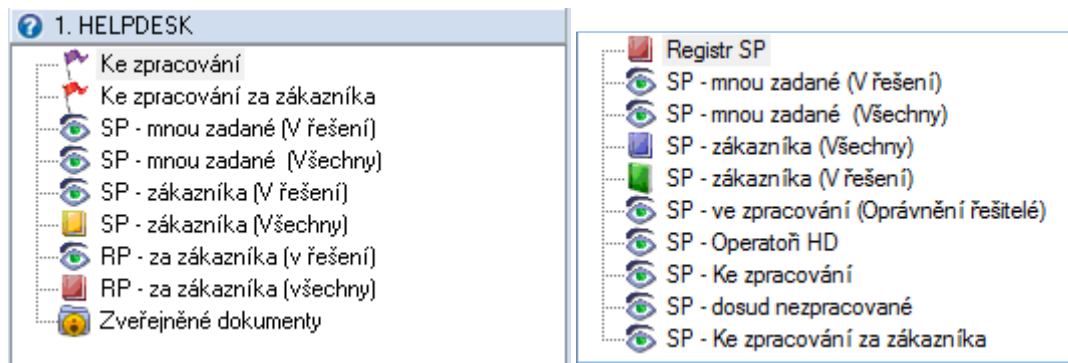 1. HELPDESK
Ke zpracování
Ke zpracování za zákazníka
SP - mnou zadané (V řešení)
SP - mnou zadané (Všechny)
SP - zákazníka (V řešení)
SP - zákazníka (Všechny)
RP - za zákazníka (v řešení)
RP - za zákazníka (všechny)
Zveřejněné dokumenty
Registr SP
SP - mnou zadané (V řešení)
SP - mnou zadané (Všechny)
SP - zákazníka (Všechny)
SP - zákazníka (V řešení)
SP - ve zpracování (Oprávnění řešitelé)
SP - Operatoři HD
SP - Ke zpracování
SP - dosud nezpracované
SP - Ke zpracování za zákazníka